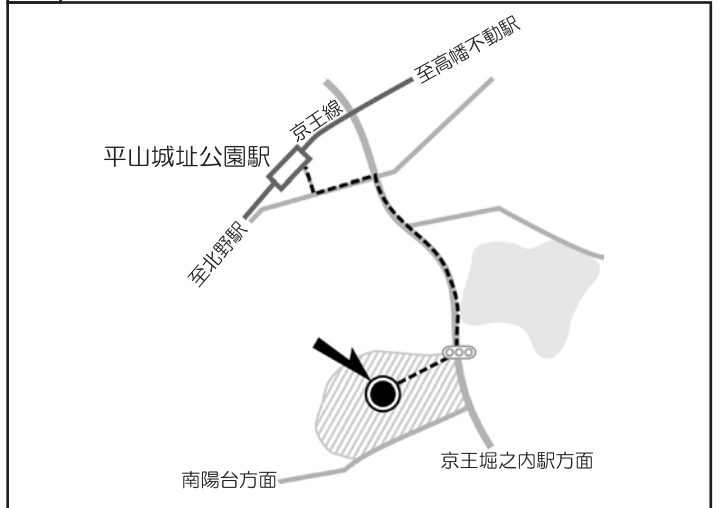 至高幡不動駅
京王線
平山城址公園駅
至北野駅
京王堀之内駅方面
南陽台方面